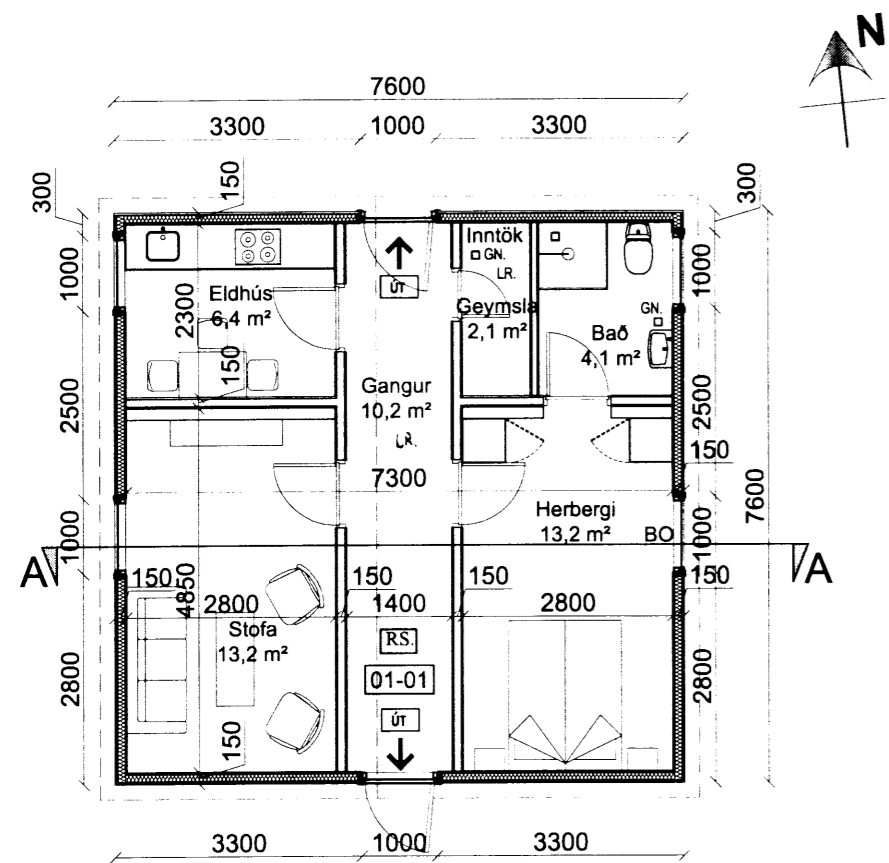 N
7600
3300 1000 3300
300
150
300
1000
2300
150
2500
1000
2800
Eldhús
6,4 m²
ÚT
Inntök
GN.
LR.
Geymsla
2,1 m²
GN.
Bað
4,1 m²
1000
2500
150
7600
Gangur
10,2 m²
LR.
7300
Herbergi
13,2 m²
BO
1000
A
A
150
4850
150
150
150
2800
1400
2800
Stofa
13,2 m²
RS.
01-01
ÚT
2800
150
3300 1000 3300